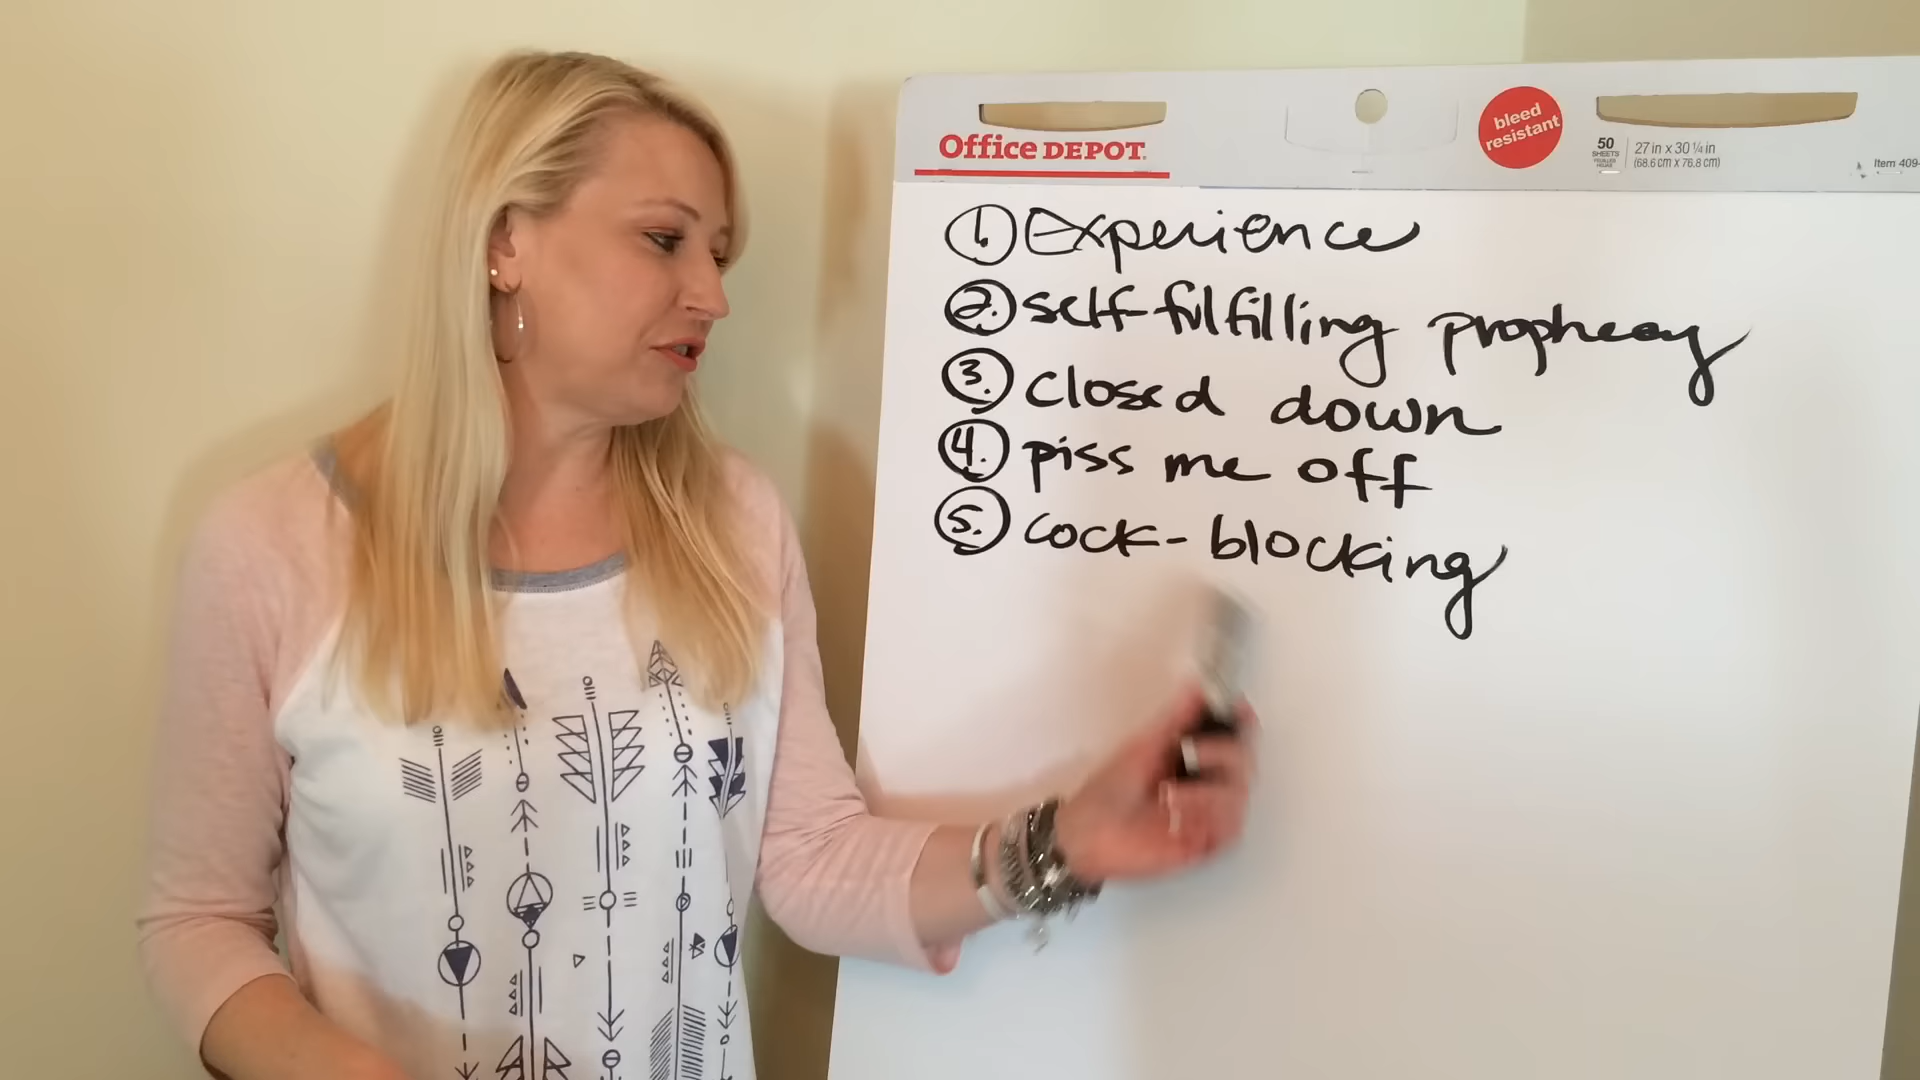 Office DEPOT
bleed resistant
50 SHEETS
27 in x 30 ¼ in
(68.6 cm x 76.8 cm)
Item 409-
1. Experience
2. self-fulfilling prophecy
3. closed down
4. piss me off
5. cock-blocking